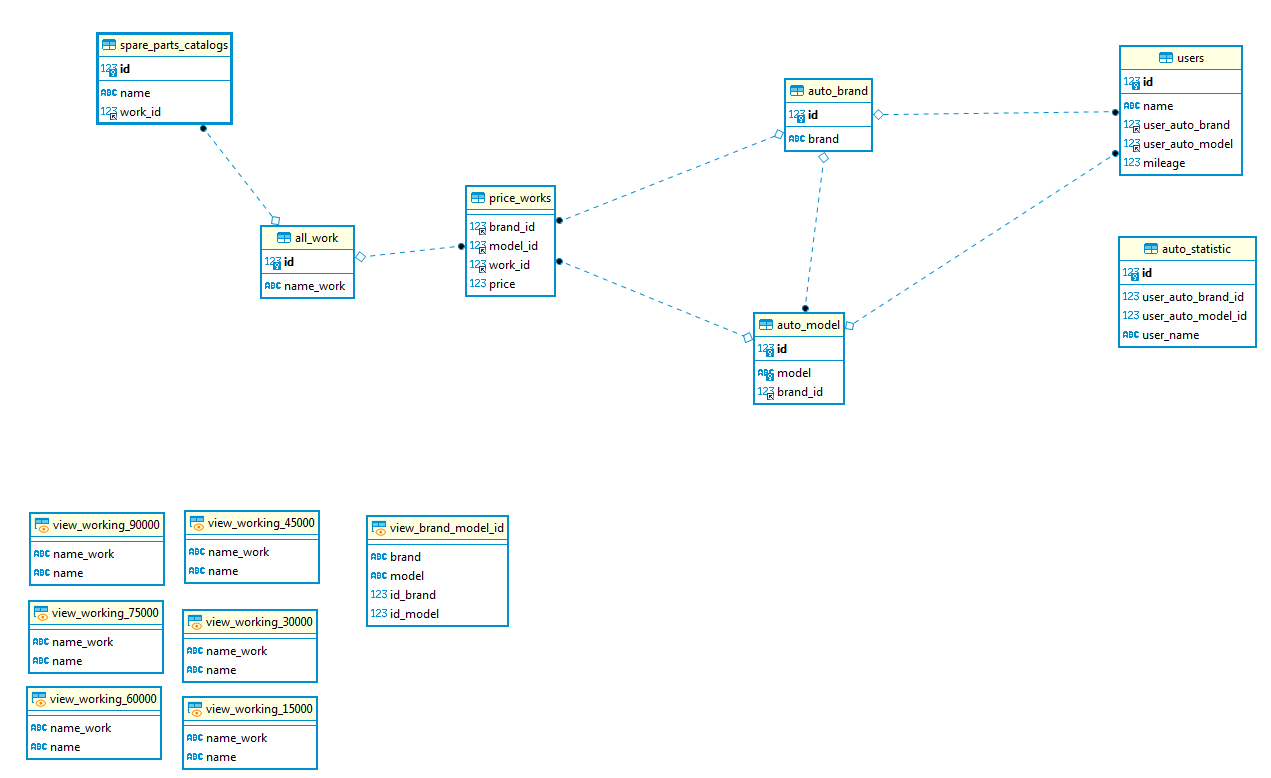 spare_parts_catalogs
123 id
ABC name
123 work_id
all_work
123 id
ABC name_work
price_works
123 brand_id
123 model_id
123 work_id
123 price
auto_brand
123 id
ABC brand
auto_model
123 id
ABC model
123 brand_id
users
123 id
ABC name
123 user_auto_brand
123 user_auto_model
123 mileage
auto_statistic
123 id
123 user_auto_brand_id
123 user_auto_model_id
ABC user_name
view_working_90000
ABC name_work
ABC name
view_working_45000
ABC name_work
ABC name
view_brand_model_id
ABC brand
ABC model
123 id_brand
123 id_model
view_working_75000
ABC name_work
ABC name
view_working_30000
ABC name_work
ABC name
view_working_60000
ABC name_work
ABC name
view_working_15000
ABC name_work
ABC name